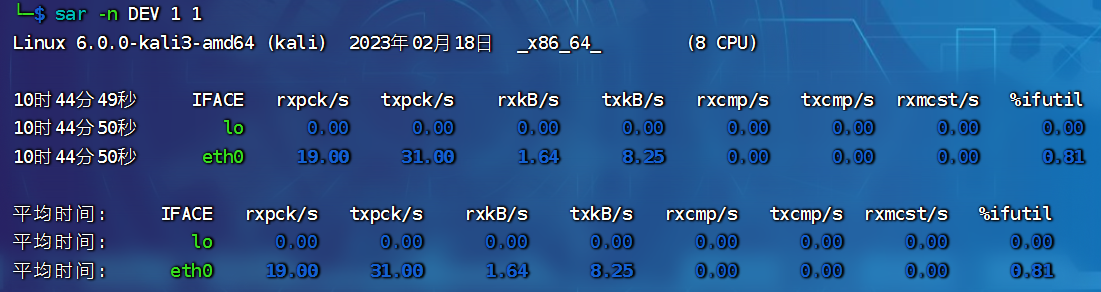 └─$ sar -n DEV 1 1
Linux 6.0.0-kali3-amd64 (kali) 2023年02月18日 _x86_64_ (8 CPU)
10时44分49秒 IFACE rxpck/s txpck/s rxkB/s txkB/s rxcmp/s txcmp/s rxmcst/s %ifutil
10时44分50秒 lo 0.00 0.00 0.00 0.00 0.00 0.00 0.00 0.00
10时44分50秒 eth0 19.00 31.00 1.64 8.25 0.00 0.00 0.00 0.81
平均时间: IFACE rxpck/s txpck/s rxkB/s txkB/s rxcmp/s txcmp/s rxmcst/s %ifutil
平均时间: lo 0.00 0.00 0.00 0.00 0.00 0.00 0.00 0.00
平均时间: eth0 19.00 31.00 1.64 8.25 0.00 0.00 0.00 0.81